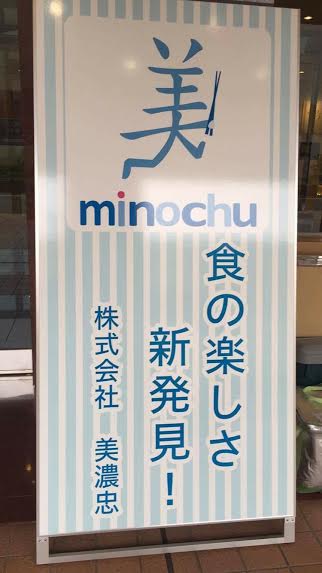 美
minochu
食の楽しさ
新発見!
株式会社 美濃忠